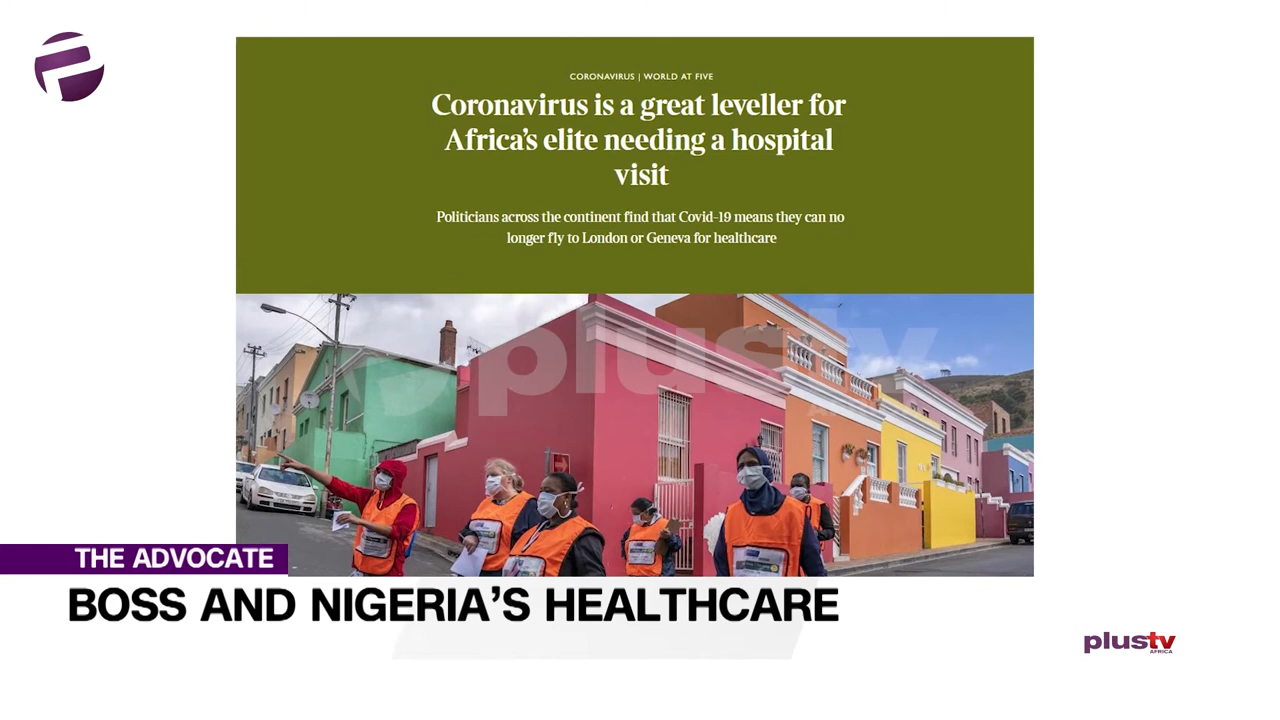 CORONAVIRUS | WORLD AT FIVE
Coronavirus is a great leveller for
Africa's elite needing a hospital
visit
Politicians across the continent find that Covid-19 means they can no
longer fly to London or Geneva for healthcare
plustv
THE ADVOCATE
BOSS AND NIGERIA'S HEALTHCARE
plustv
AFRICA